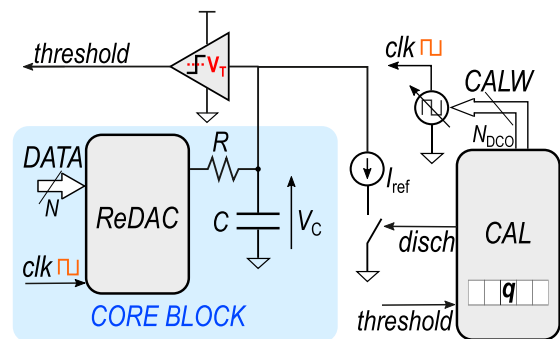 threshold
V_T
clk
CALW
N_DCO
DATA
N
ReDAC
R
C
V_C
I_ref
disch
CAL
q
clk
CORE BLOCK
threshold